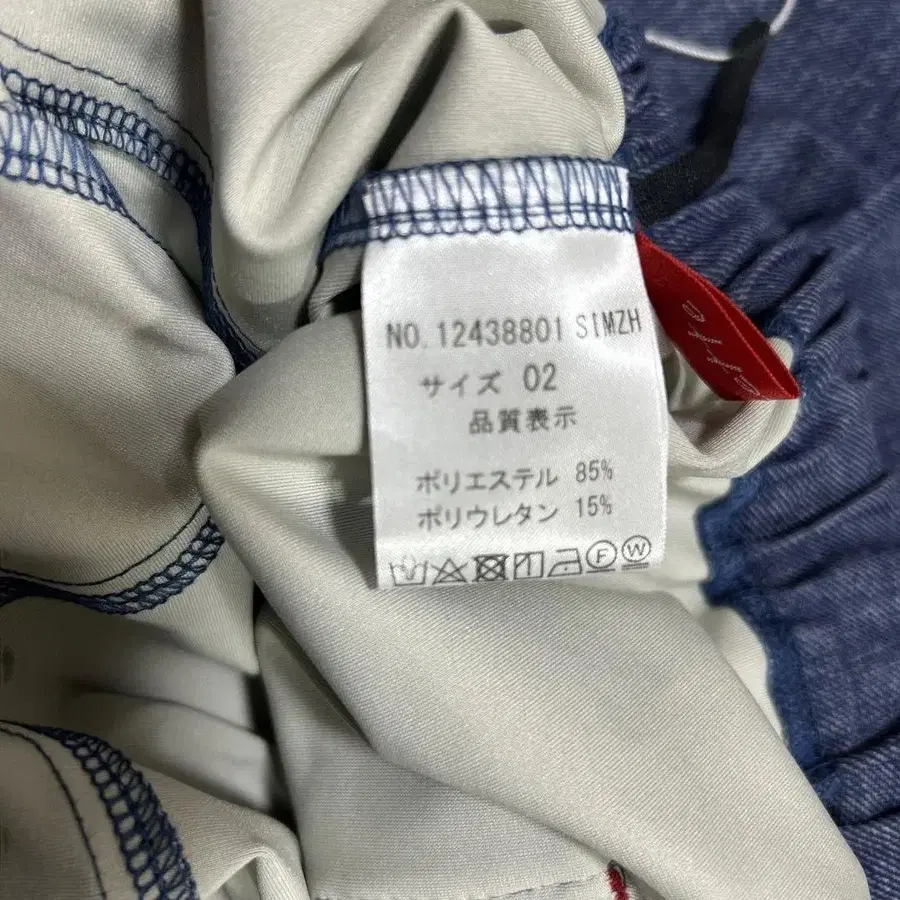 NO. 12438801 SIMZH
サイズ 02
品質表示
ポリエステル 85%
ポリウレタン 15%
F W